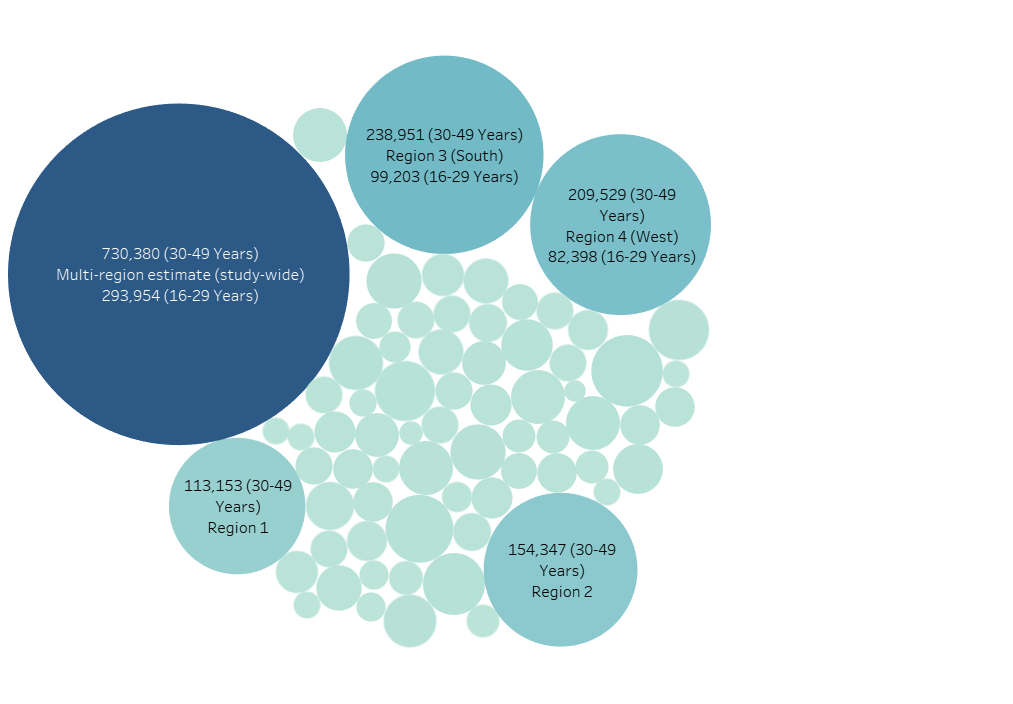 730,380 (30-49 Years)
Multi-region estimate (study-wide)
293,954 (16-29 Years)
238,951 (30-49 Years)
Region 3 (South)
99,203 (16-29 Years)
209,529 (30-49
Years)
Region 4 (West)
82,398 (16-29 Years)
113,153 (30-49
Years)
Region 1
154,347 (30-49
Years)
Region 2